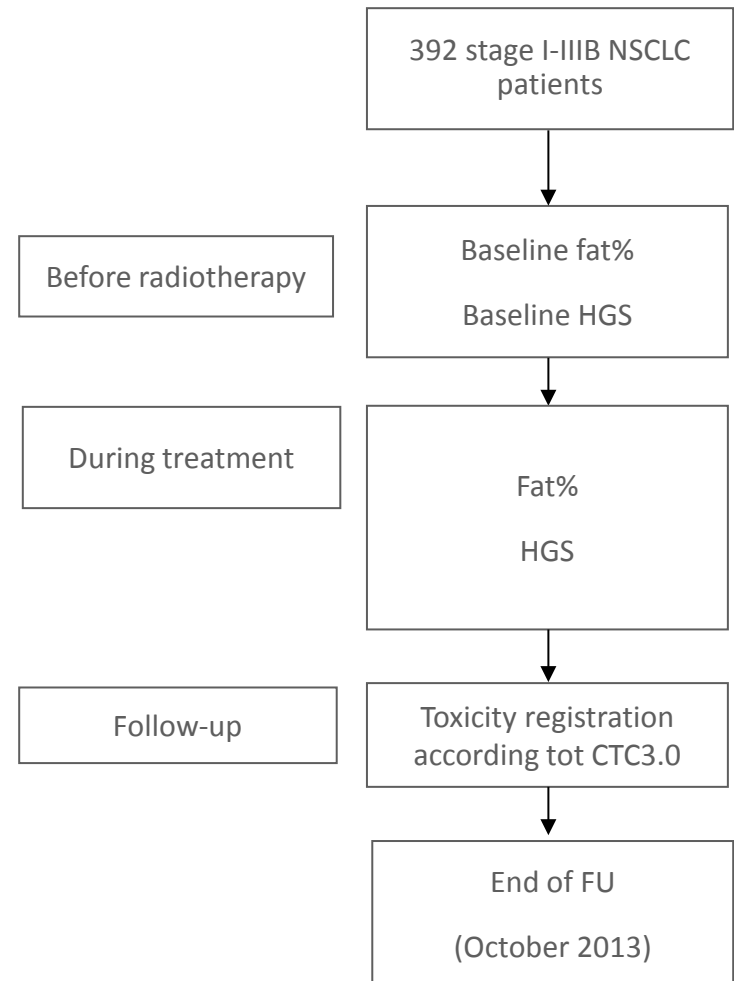 392 stage I-IIIB NSCLC
patients
Before radiotherapy
Baseline fat%
Baseline HGS
During treatment
Fat%
HGS
Follow-up
Toxicity registration
according tot CTC3.0
End of FU
(October 2013)